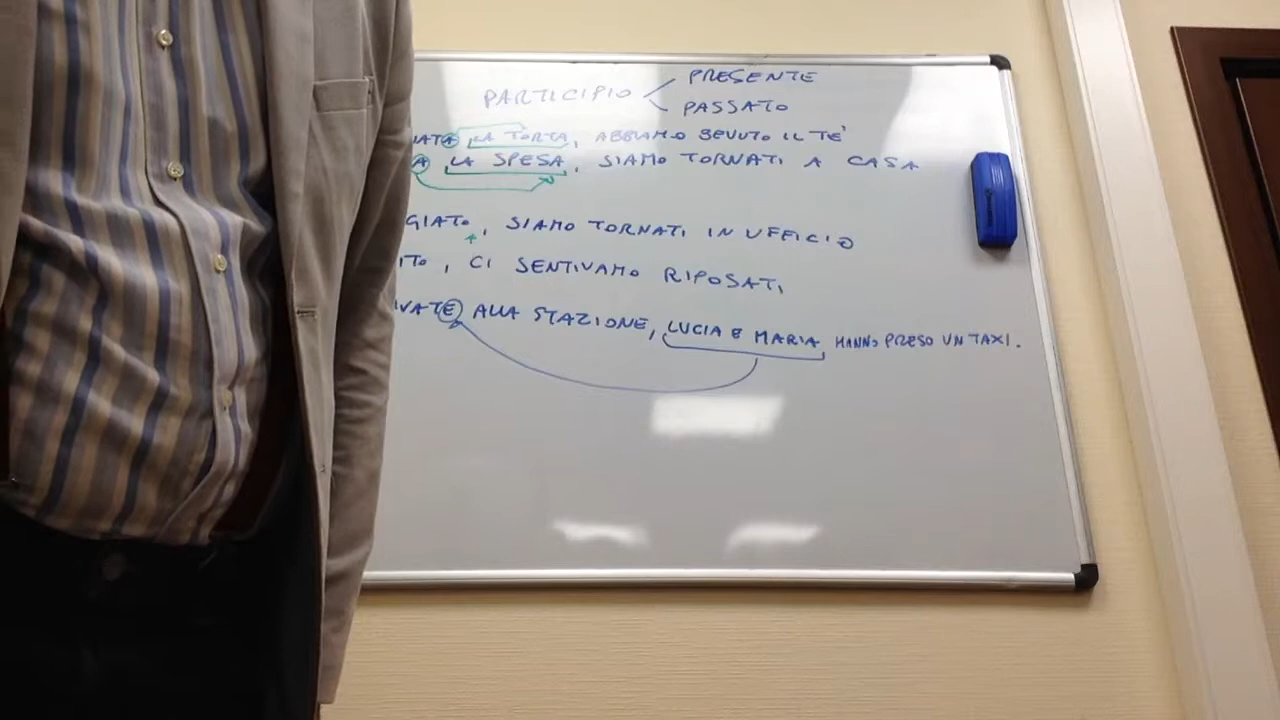 PARTICIPIO
PRESENTE
PASSATO
LA TORTA, ABBIAMO BEVUTO IL TE'
A LA SPESA, SIAMO TORNATI A CASA
GIATO, SIAMO TORNATI IN UFFICIO
ITO, CI SENTIVAMO RIPOSATI,
VATE ALLA STAZIONE, LUCIA E MARIA HANNO PRESO UN TAXI.